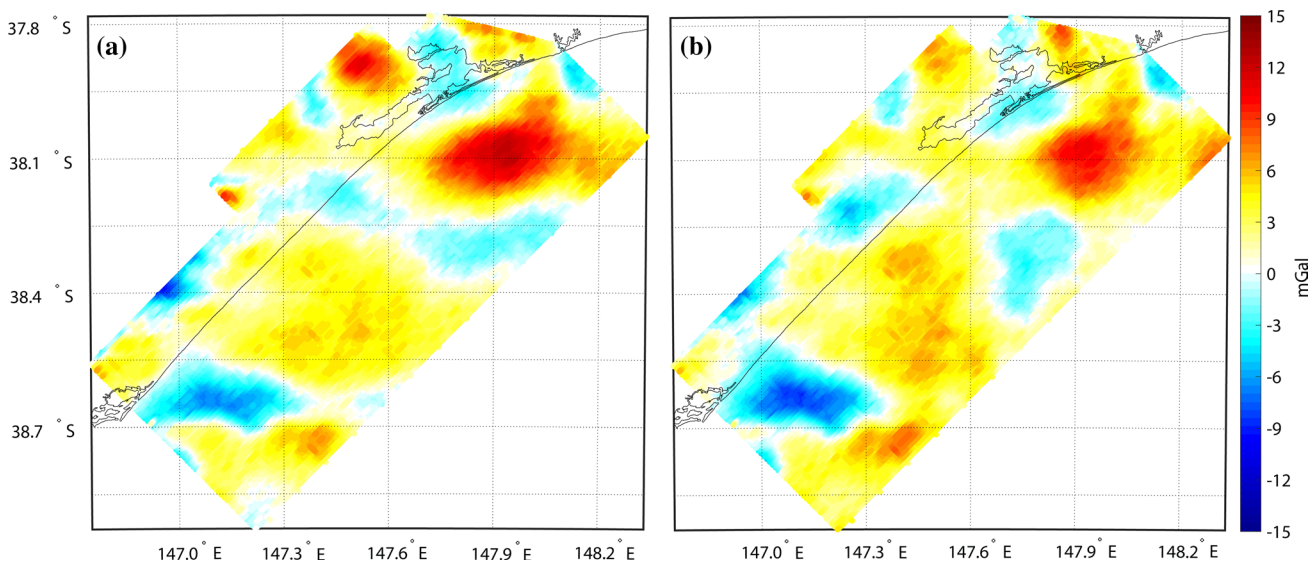 (a)
(b)
37.8 ° S
38.1 ° S
38.4 ° S
38.7 ° S
147.0 ° E 147.3 ° E 147.6 ° E 147.9 ° E 148.2 ° E
147.0 ° E 147.3 ° E 147.6 ° E 147.9 ° E 148.2 ° E
15
12
9
6
3
0
-3
-6
-9
-12
-15
mGal